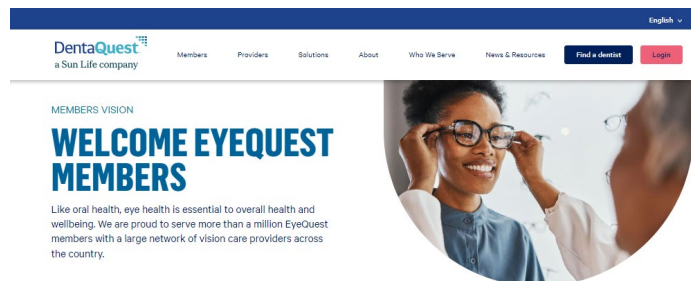 English
DentaQuest
a Sun Life company
Members
Providers
Solutions
About
Who We Serve
News & Resources
Find a dentist
Login
MEMBERS VISION
WELCOME EYEQUEST
MEMBERS
Like oral health, eye health is essential to overall health and
wellbeing. We are proud to serve more than a million EyeQuest
members with a large network of vision care providers across
the country.